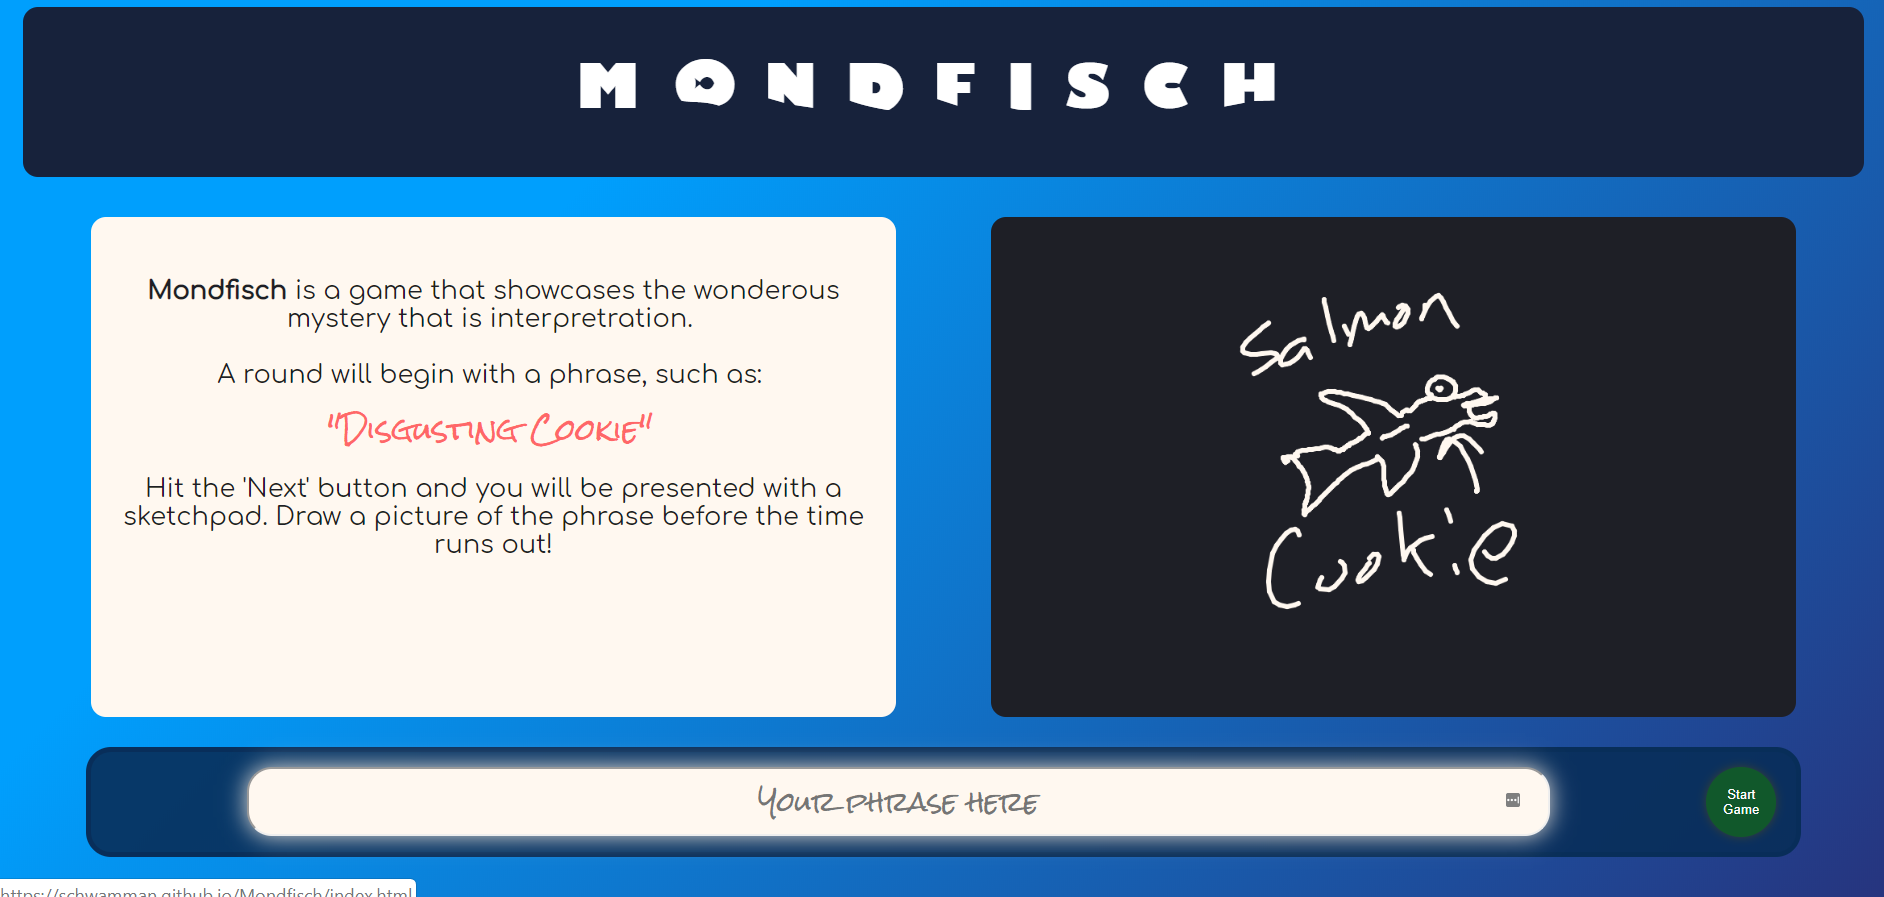 MONDFISCH
Mondfisch is a game that showcases the wonderous
mystery that is interpretration.
A round will begin with a phrase, such as:
"Disgusting Cookie"
Hit the 'Next' button and you will be presented with a
sketchpad. Draw a picture of the phrase before the time
runs out!
Salmon
Cookie
Your phrase here
Start
Game
https://schwamman.github.io/Mondfisch/index.html